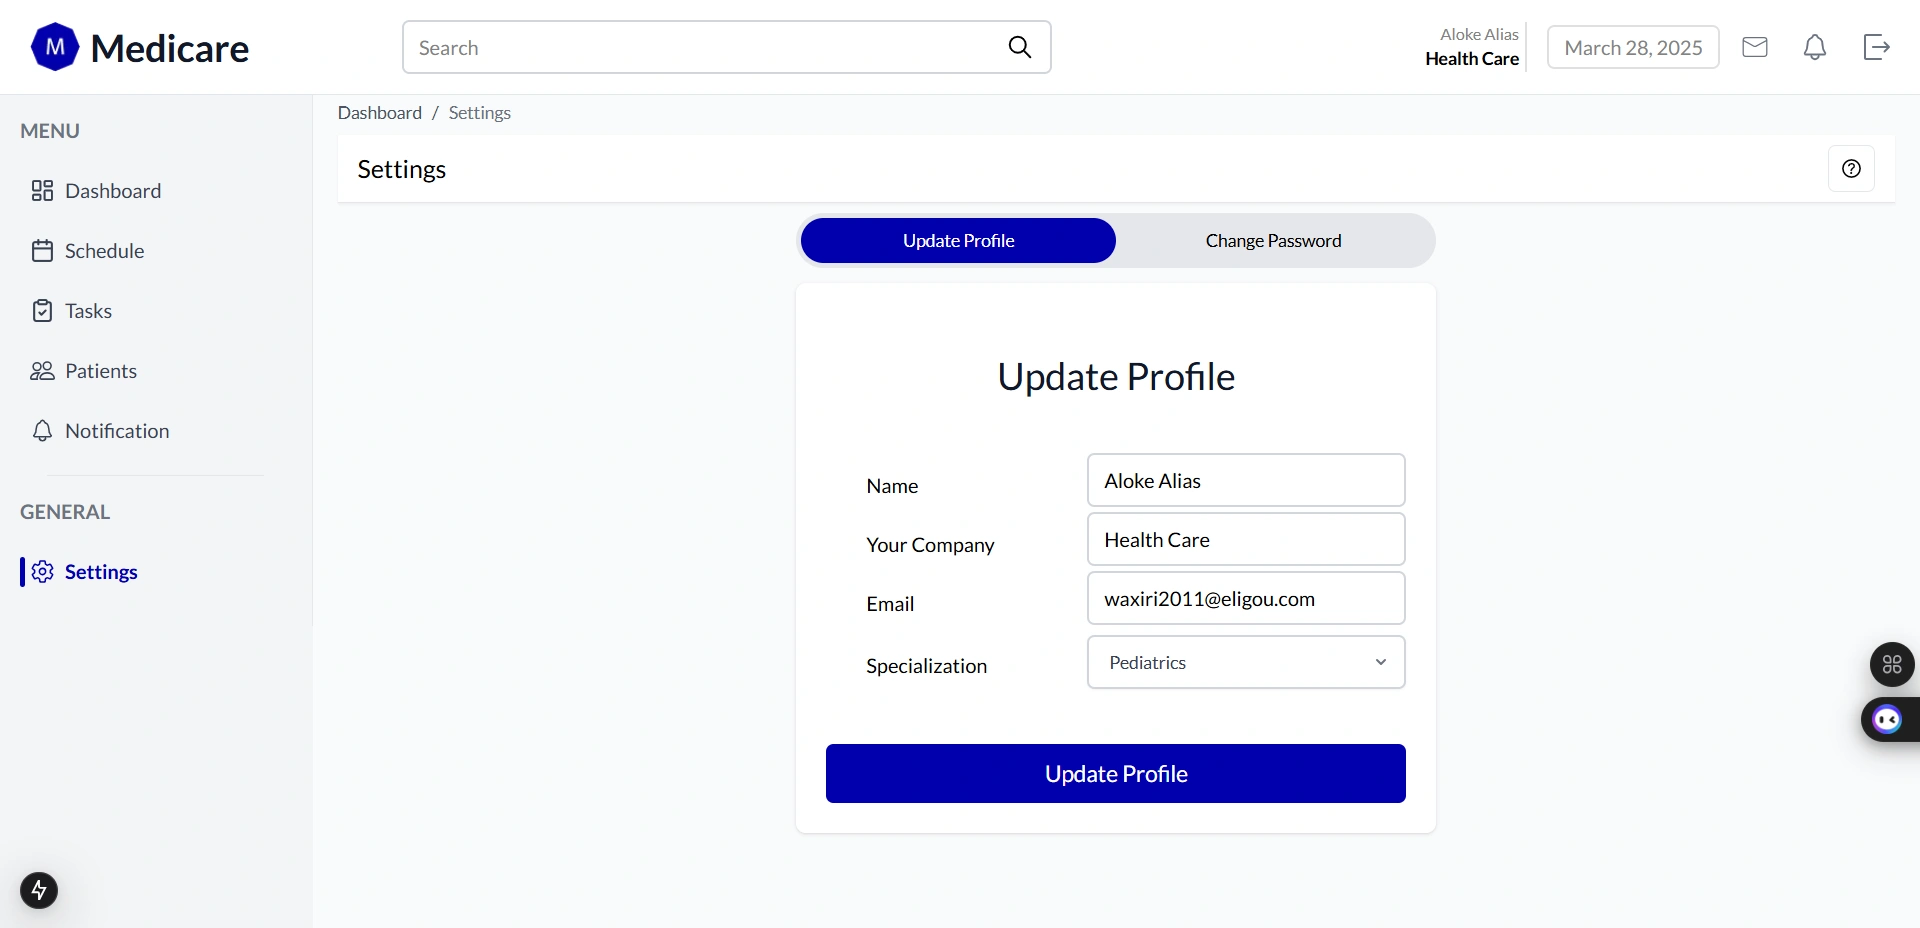 M Medicare
Search
Aloke Alias
Health Care
March 28, 2025
MENU
Dashboard
Schedule
Tasks
Patients
Notification
GENERAL
Settings
Dashboard / Settings
Settings
Update Profile
Change Password
Update Profile
Name
Aloke Alias
Your Company
Health Care
Email
waxiri2011@eligou.com
Specialization
Pediatrics
Update Profile